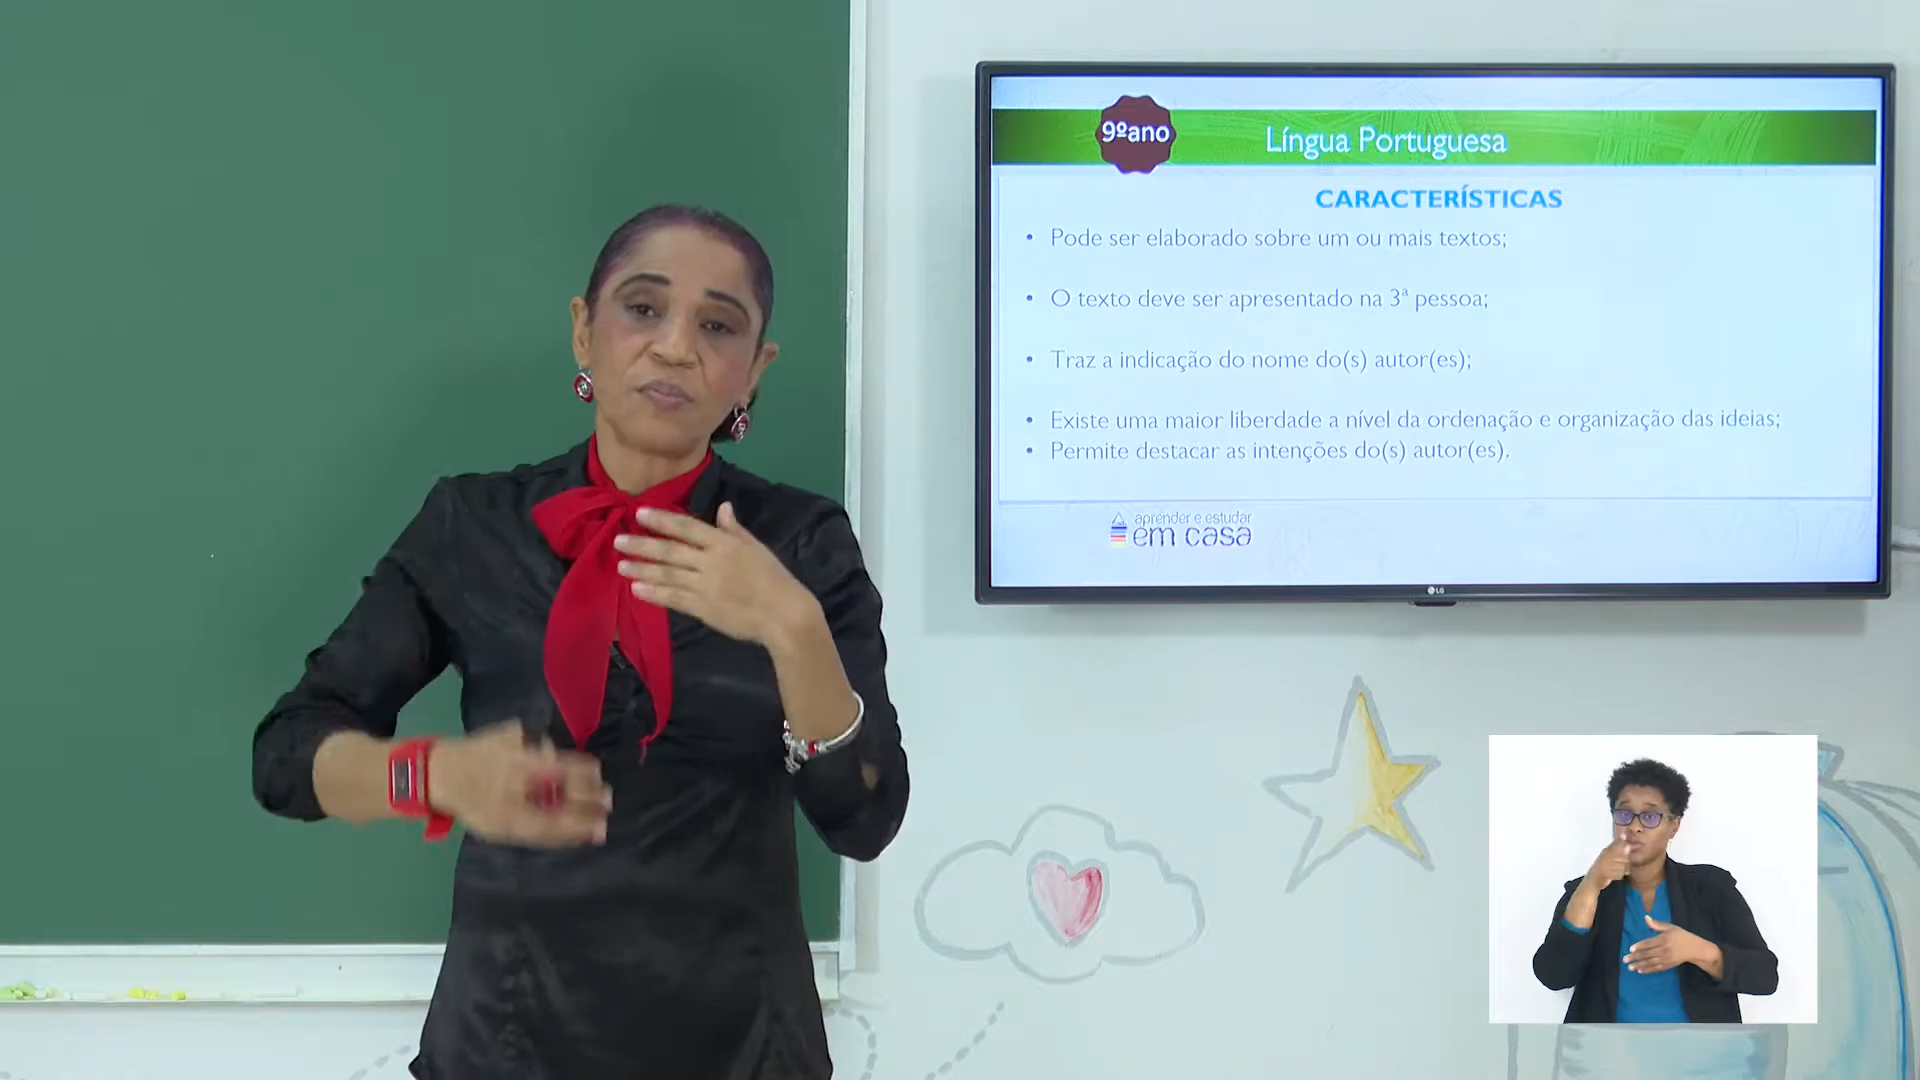 9ºano
Língua Portuguesa
CARACTERÍSTICAS
• Pode ser elaborado sobre um ou mais textos;
• O texto deve ser apresentado na 3ª pessoa;
• Traz a indicação do nome do(s) autor(es);
• Existe uma maior liberdade a nível da ordenação e organização das ideias;
• Permite destacar as intenções do(s) autor(es).
aprender e estudar
em casa
LG